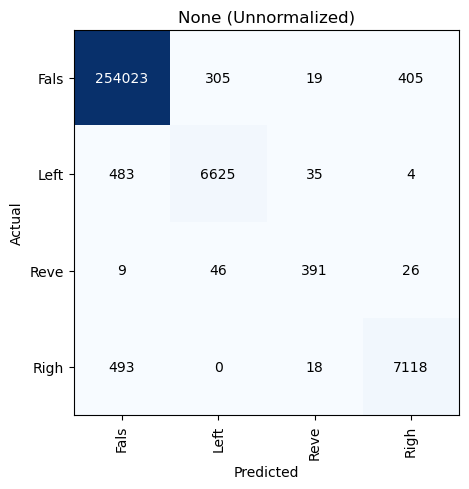 None (Unnormalized)
Actual
Fals 254023 305 19 405
Left 483 6625 35 4
Reve 9 46 391 26
Righ 493 0 18 7118
Fals Left Reve Righ
Predicted